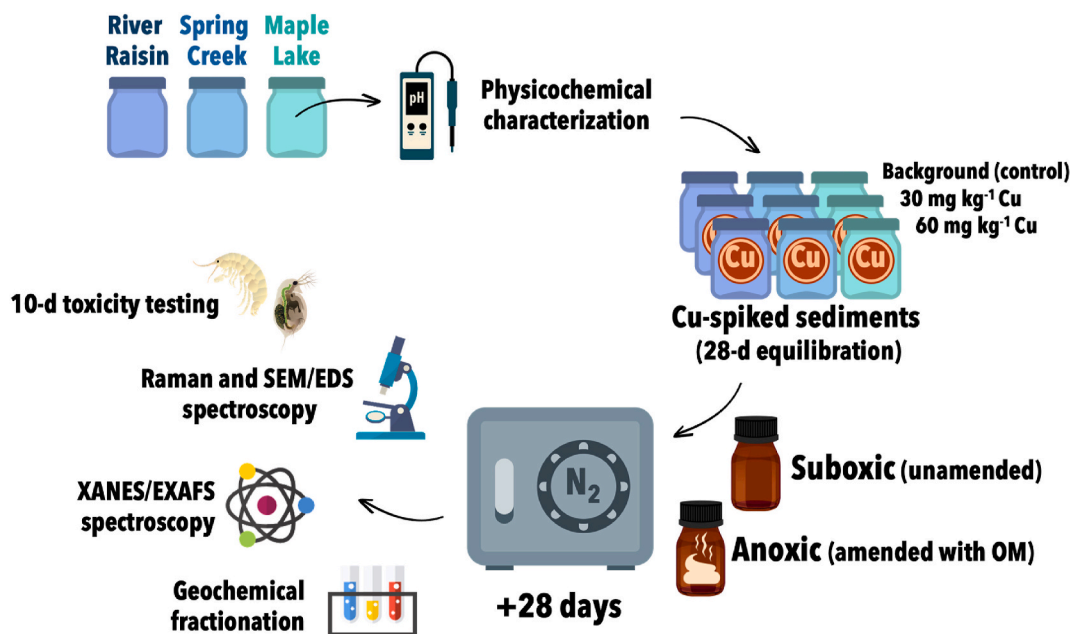 River
Raisin
Spring
Creek
Maple
Lake
pH
Physicochemical
characterization
Background (control)
30 mg kg⁻¹ Cu
60 mg kg⁻¹ Cu
Cu
Cu
Cu
Cu-spiked sediments
(28-d equilibration)
Suboxic (unamended)
Anoxic (amended with OM)
N₂
+28 days
10-d toxicity testing
Raman and SEM/EDS
spectroscopy
XANES/EXAFS
spectroscopy
Geochemical
fractionation